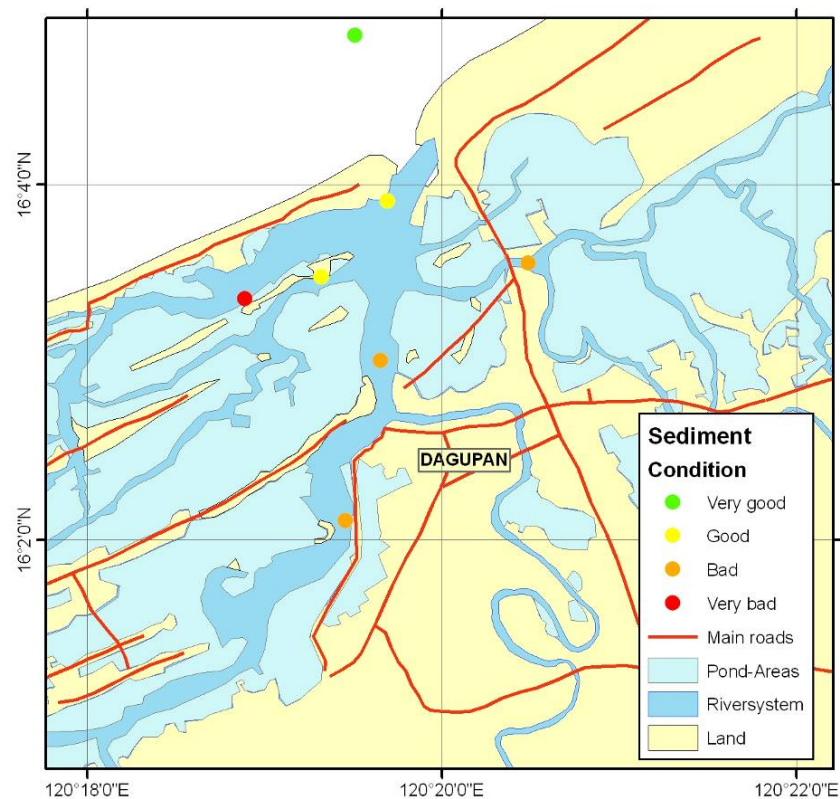 16°4'0"N
DAGUPAN
16°2'0"N
Sediment
Condition
Very good
Good
Bad
Very bad
Main roads
Pond-Areas
Riversystem
Land
120°18'0"E
120°20'0"E
120°22'0"E